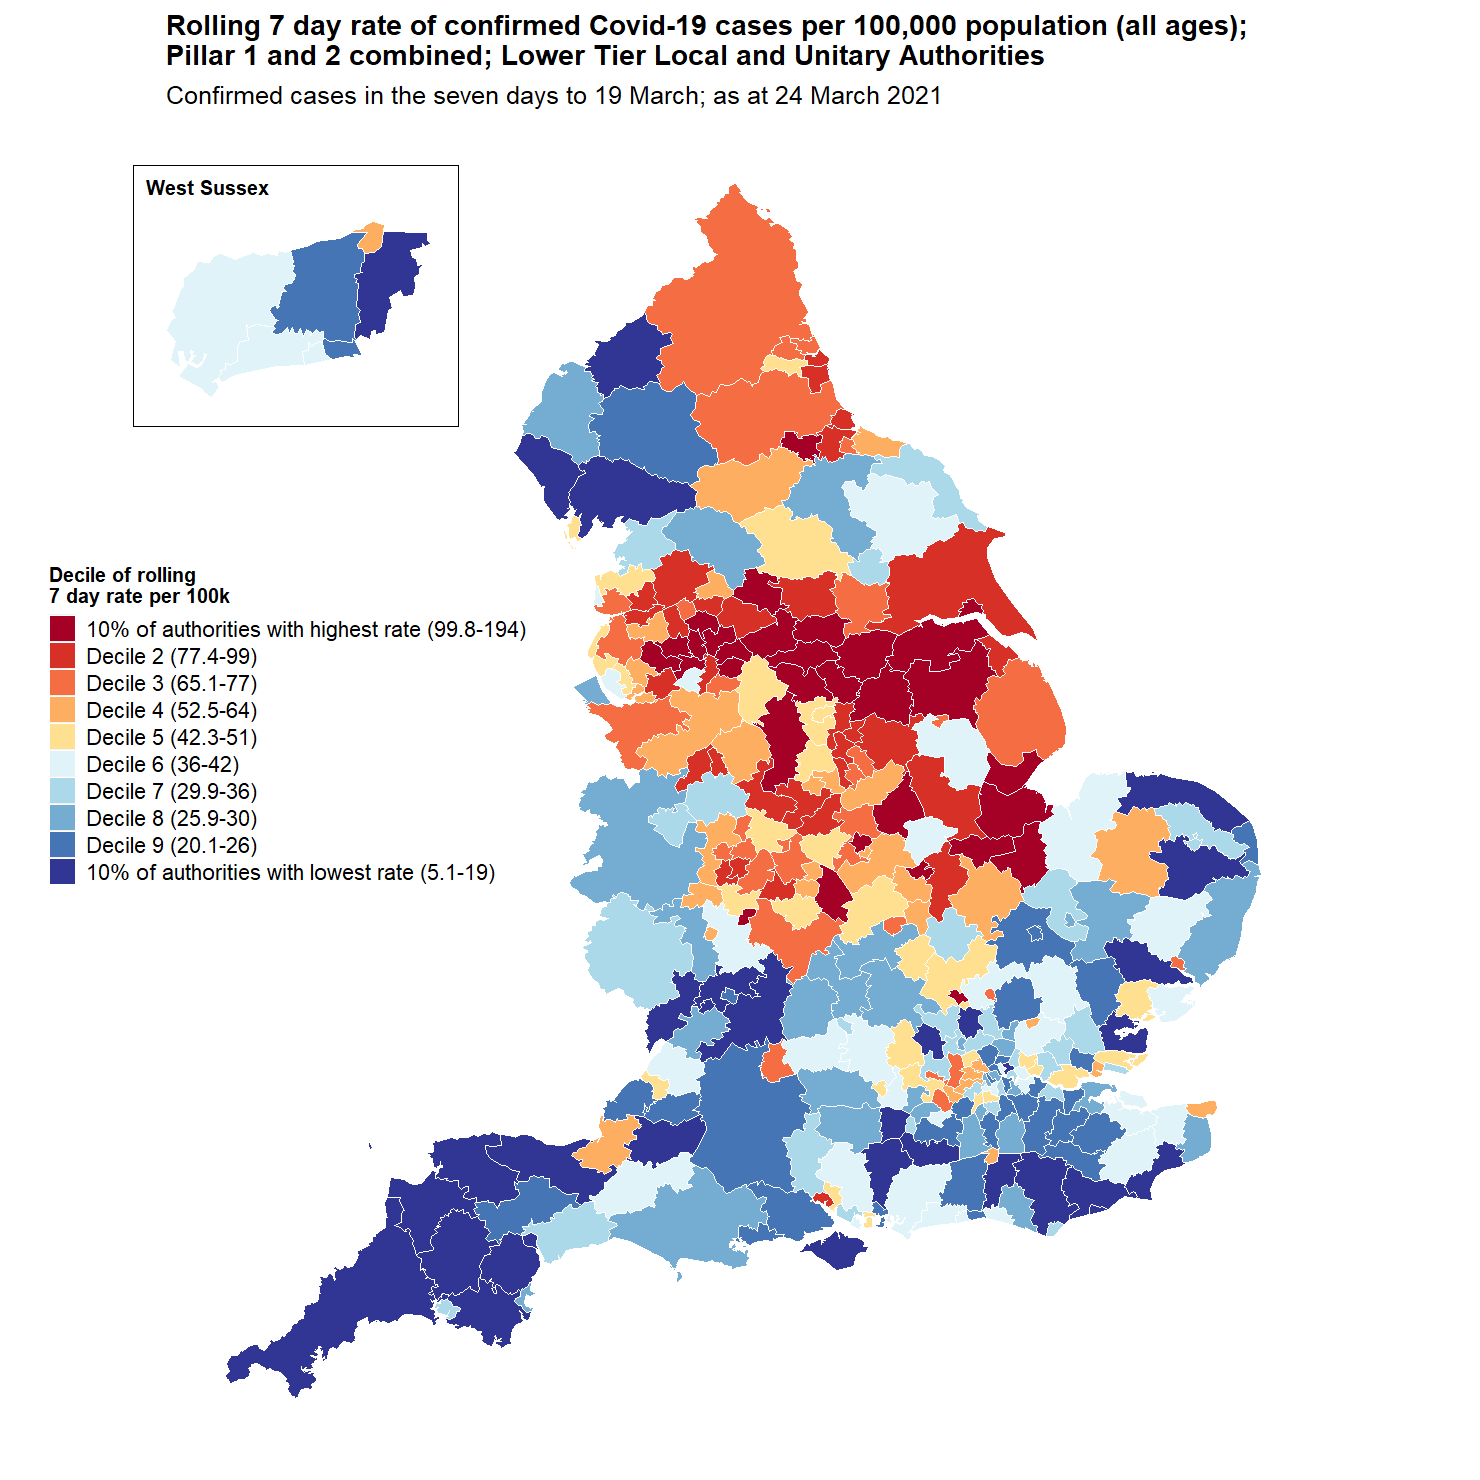 Rolling 7 day rate of confirmed Covid-19 cases per 100,000 population (all ages);
Pillar 1 and 2 combined; Lower Tier Local and Unitary Authorities
Confirmed cases in the seven days to 19 March; as at 24 March 2021
West Sussex
Decile of rolling
7 day rate per 100k
10% of authorities with highest rate (99.8-194)
Decile 2 (77.4-99)
Decile 3 (65.1-77)
Decile 4 (52.5-64)
Decile 5 (42.3-51)
Decile 6 (36-42)
Decile 7 (29.9-36)
Decile 8 (25.9-30)
Decile 9 (20.1-26)
10% of authorities with lowest rate (5.1-19)